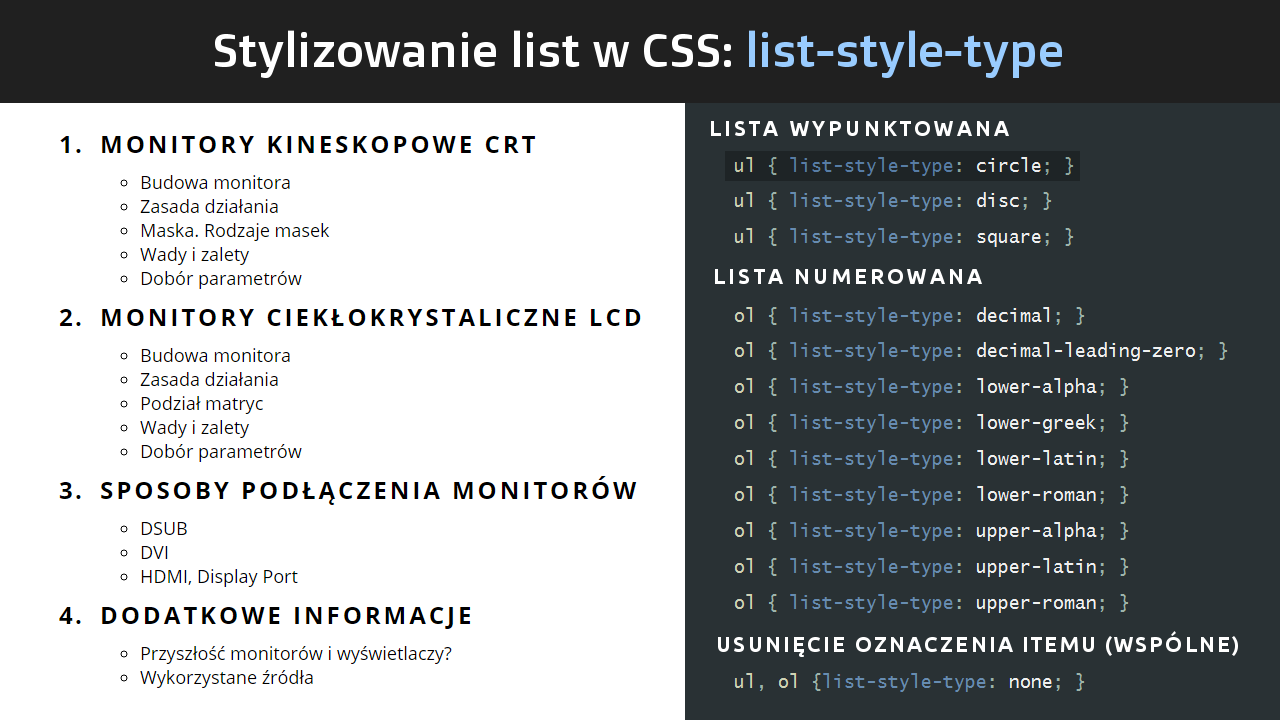 Stylizowanie list w CSS: list-style-type
1. MONITORY KINESKOPOWE CRT
Budowa monitora
Zasada działania
Maska. Rodzaje masek
Wady i zalety
Dobór parametrów
2. MONITORY CIEKŁOKRYSTALICZNE LCD
Budowa monitora
Zasada działania
Podział matryc
Wady i zalety
Dobór parametrów
3. SPOSOBY PODŁĄCZENIA MONITORÓW
DSUB
DVI
HDMI, Display Port
4. DODATKOWE INFORMACJE
Przyszłość monitorów i wyświetlaczy?
Wykorzystane źródła
LISTA WYPUNKTOWANA
ul { list-style-type: circle; }
ul { list-style-type: disc; }
ul { list-style-type: square; }
LISTA NUMEROWANA
ol { list-style-type: decimal; }
ol { list-style-type: decimal-leading-zero; }
ol { list-style-type: lower-alpha; }
ol { list-style-type: lower-greek; }
ol { list-style-type: lower-latin; }
ol { list-style-type: lower-roman; }
ol { list-style-type: upper-alpha; }
ol { list-style-type: upper-latin; }
ol { list-style-type: upper-roman; }
USUNIĘCIE OZNACZENIA ITEMU (WSPÓLNE)
ul, ol {list-style-type: none; }